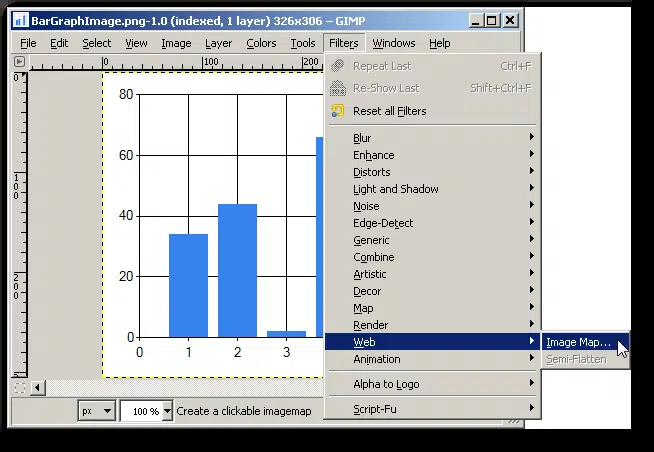 BarGraphImage.png-1.0 (indexed, 1 layer) 326x306 – GIMP
File Edit Select View Image Layer Colors Tools Filters Windows Help
0 100 200
Repeat Last Ctrl+F
Re-Show Last Shift+Ctrl+F
Reset all Filters
Blur
Enhance
Distorts
Light and Shadow
Noise
Edge-Detect
Generic
Combine
Artistic
Decor
Map
Render
Web
Animation
Alpha to Logo
Script-Fu
Image Map...
Semi-Flatten
0
100
200
80
60
40
20
0
0 1 2 3
px 100 % Create a clickable imagemap